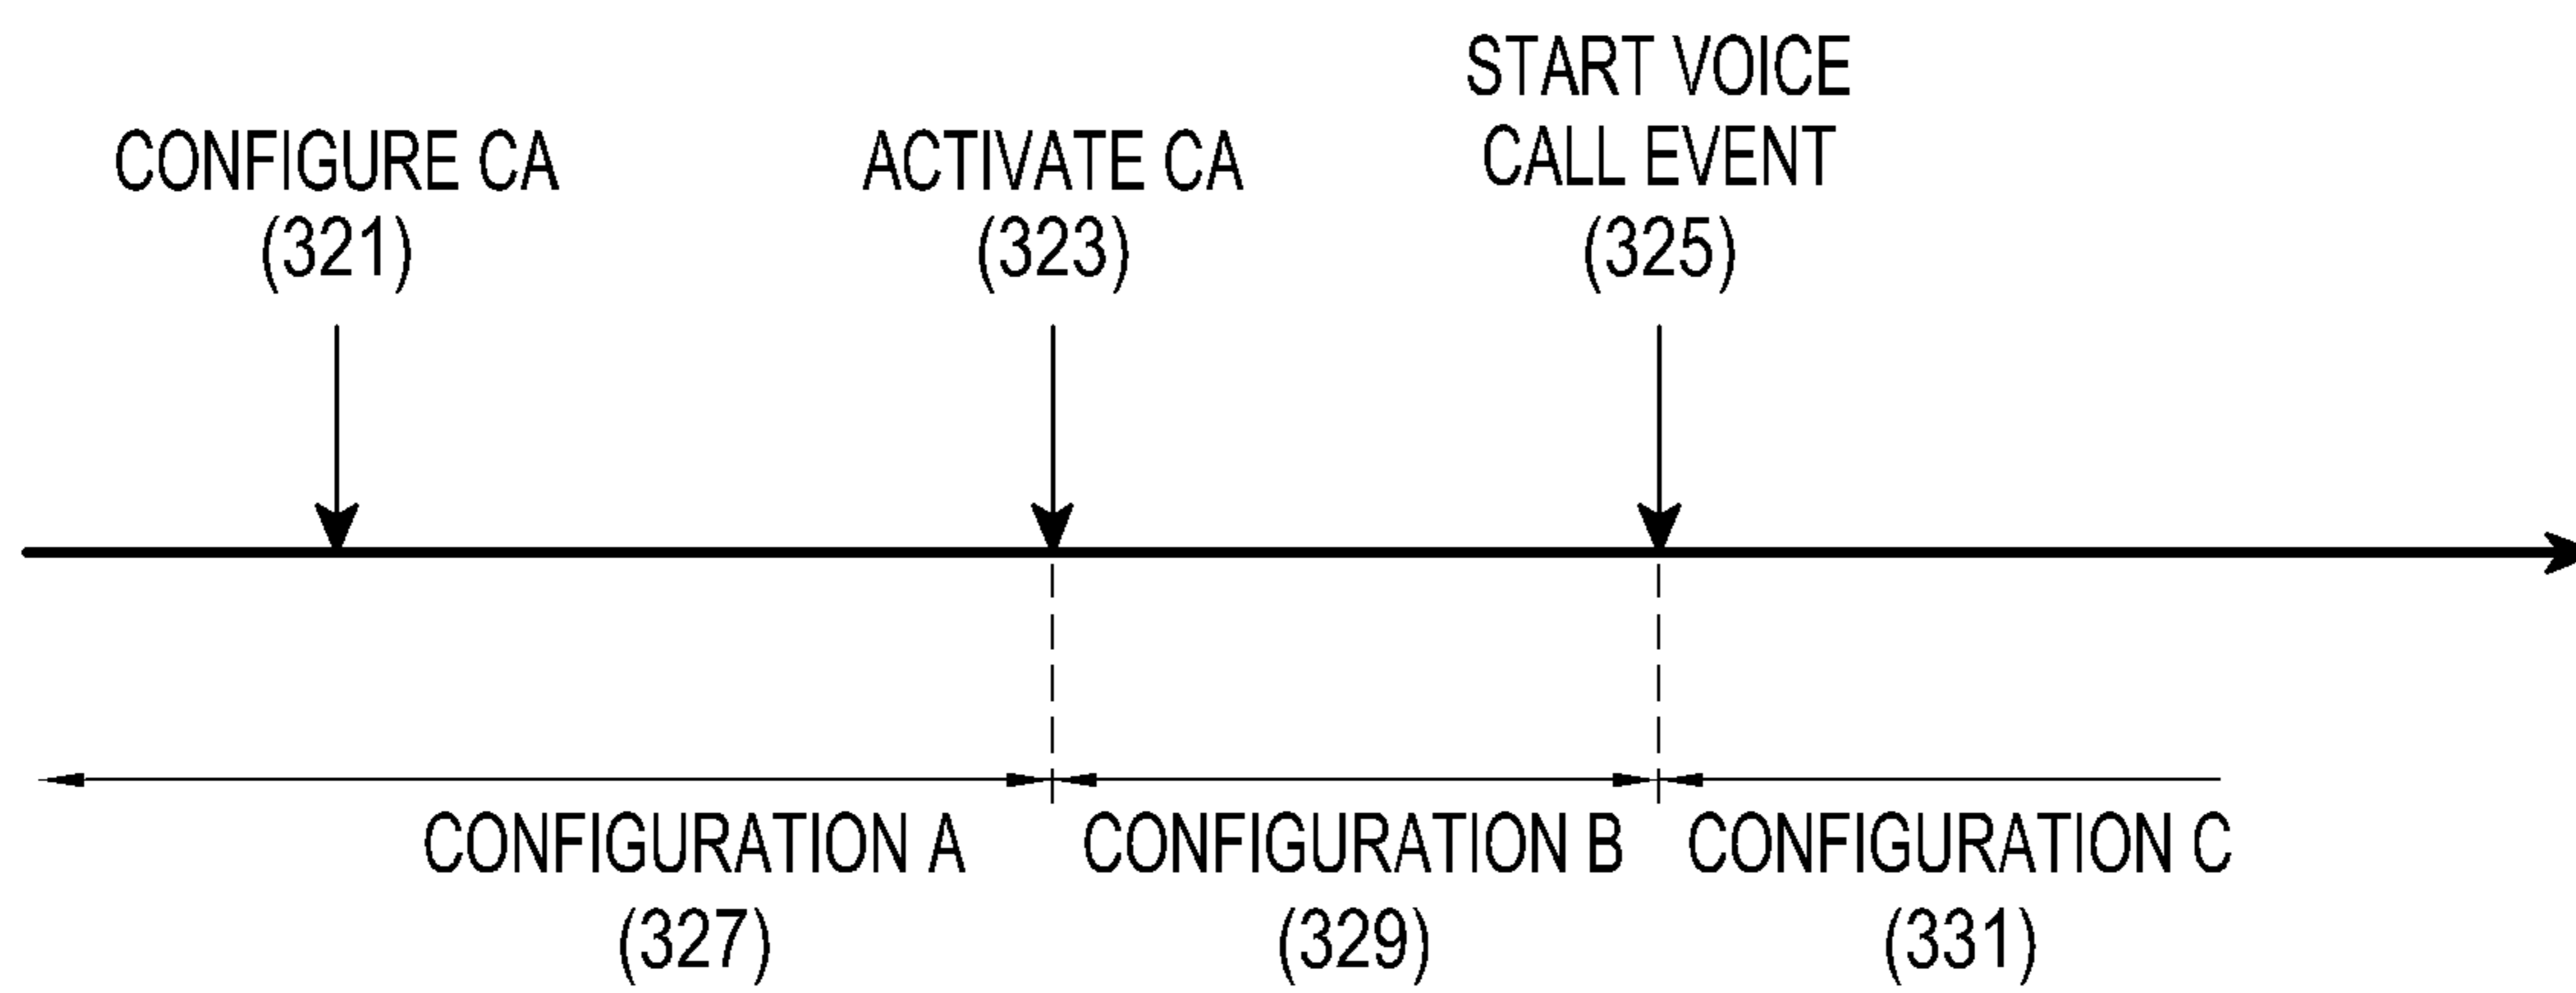 CONFIGURE CA
(321)
ACTIVATE CA
(323)
START VOICE
CALL EVENT
(325)
CONFIGURATION A
(327)
CONFIGURATION B
(329)
CONFIGURATION C
(331)